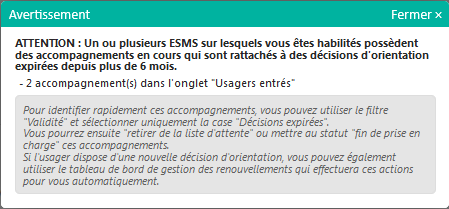 Avertissement
Fermer ×
ATTENTION : Un ou plusieurs ESMS sur lesquels vous êtes habilités possèdent
des accompagnements en cours qui sont rattachés à des décisions d'orientation
expirées depuis plus de 6 mois.
- 2 accompagnement(s) dans l'onglet "Usagers entrés"
Pour identifier rapidement ces accompagnements, vous pouvez utiliser le filtre
"Validité" et sélectionner uniquement la case "Décisions expirées".
Vous pourrez ensuite "retirer de la liste d'attente" ou mettre au statut "fin de prise en
charge" ces accompagnements.
Si l'usager dispose d'une nouvelle décision d'orientation, vous pouvez également
utiliser le tableau de bord de gestion des renouvellements qui effectuera ces actions
pour vous automatiquement.